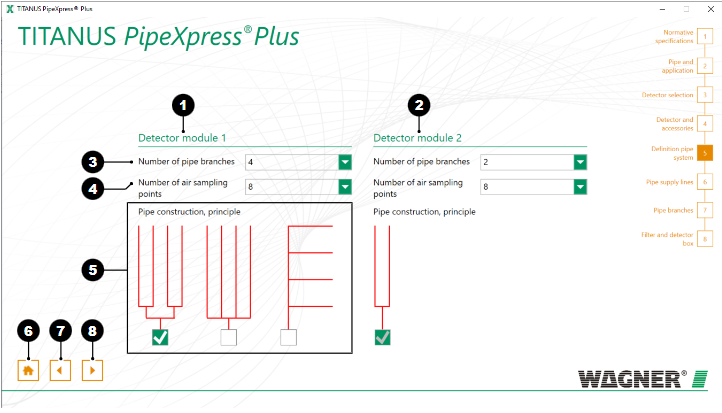 TITANUS PipeXpress® Plus
TITANUS PipeXpress® Plus
Normative
specifications
1
Pipe and
application
2
Detector selection
3
Detector and
accessories
4
Definition pipe
system
5
Pipe supply lines
6
Pipe branches
7
Filter and detector
box
8
1
2
Detector module 1
Detector module 2
3
Number of pipe branches
4
Number of pipe branches
2
4
Number of air sampling
points
8
Number of air sampling
points
8
Pipe construction, principle
Pipe construction, principle
5
6
7
8
WAGNER®